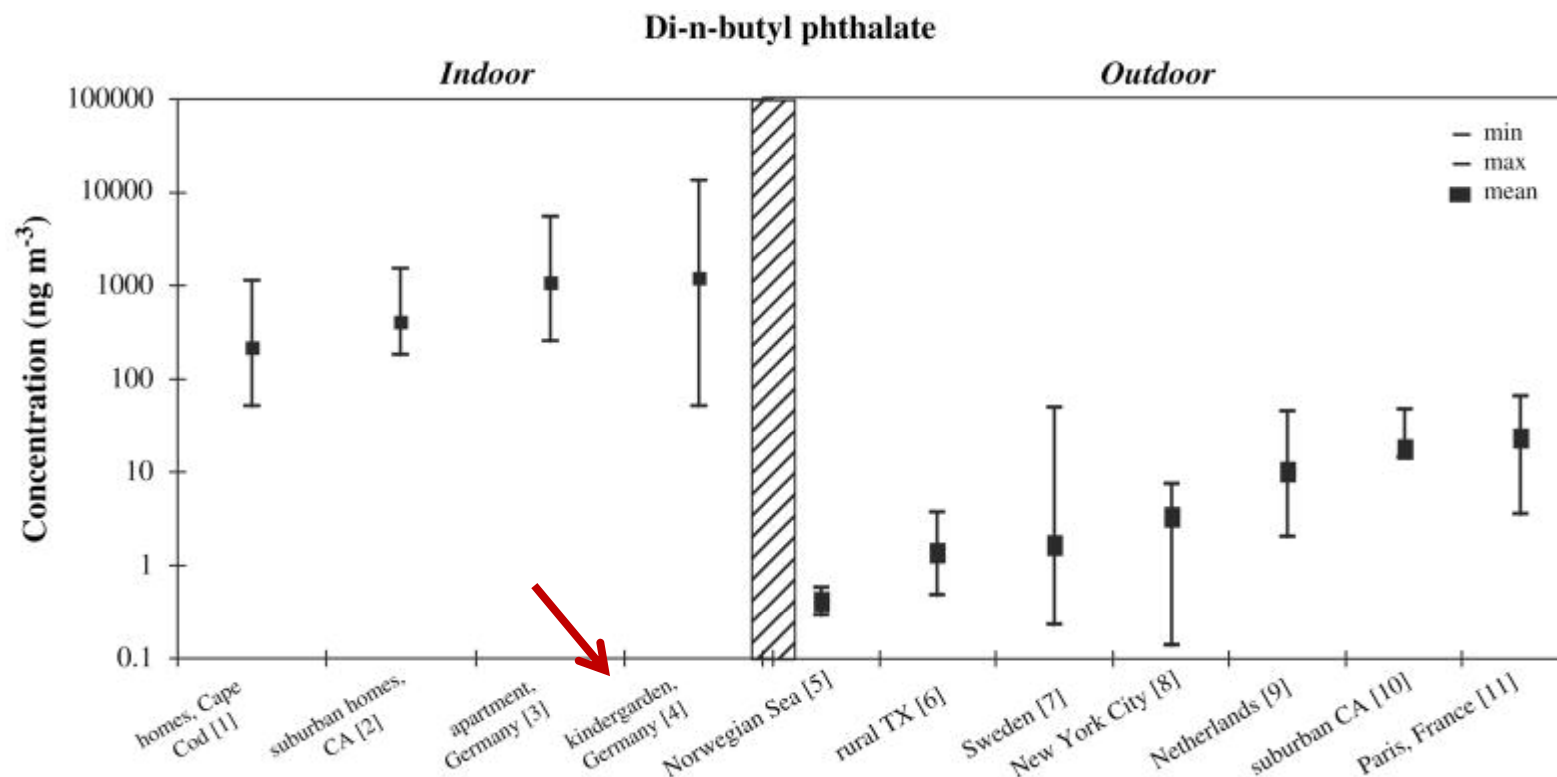 Di-n-butyl phthalate
Indoor
Outdoor
Concentration (ng m-3)
100000
10000
1000
100
10
1
0.1
min
max
mean
homes, Cape
Cod [1]
suburban homes,
CA [2]
apartment,
Germany [3]
kindergarden,
Germany [4]
Norwegian Sea [5]
rural TX [6]
Sweden [7]
New York City [8]
Netherlands [9]
suburban CA [10]
Paris, France [11]